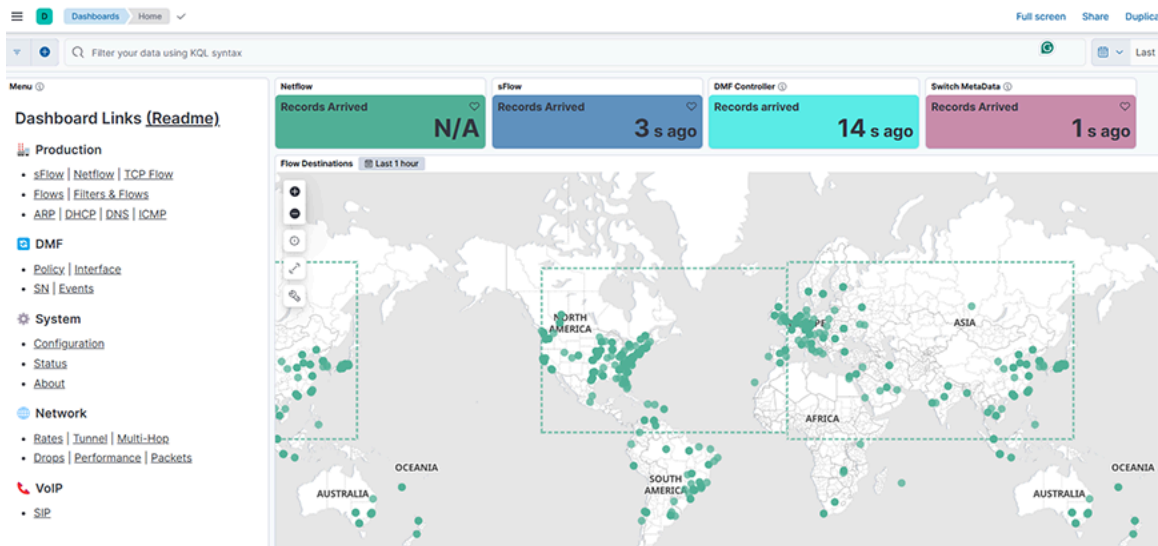 D Dashboards Home Full screen Share Duplica
Filter your data using KQL syntax Last
Menu
Dashboard Links (Readme)
Production
sFlow | Netflow | TCP Flow
Flows | Filters & Flows
ARP | DHCP | DNS | ICMP
DMF
Policy | Interface
SN | Events
System
Configuration
Status
About
Network
Rates | Tunnel | Multi-Hop
Drops | Performance | Packets
VoIP
SIP
Netflow
Records Arrived
N/A
sFlow
Records Arrived
3 s ago
DMF Controller
Records arrived
14 s ago
Switch MetaData
Records Arrived
1 s ago
Flow Destinations Last 1 hour
NORTH
AMERICA
ASIA
AFRICA
OCEANIA
SOUTH
AMERICA
AUSTRALIA
OCEANIA
AUSTRALIA